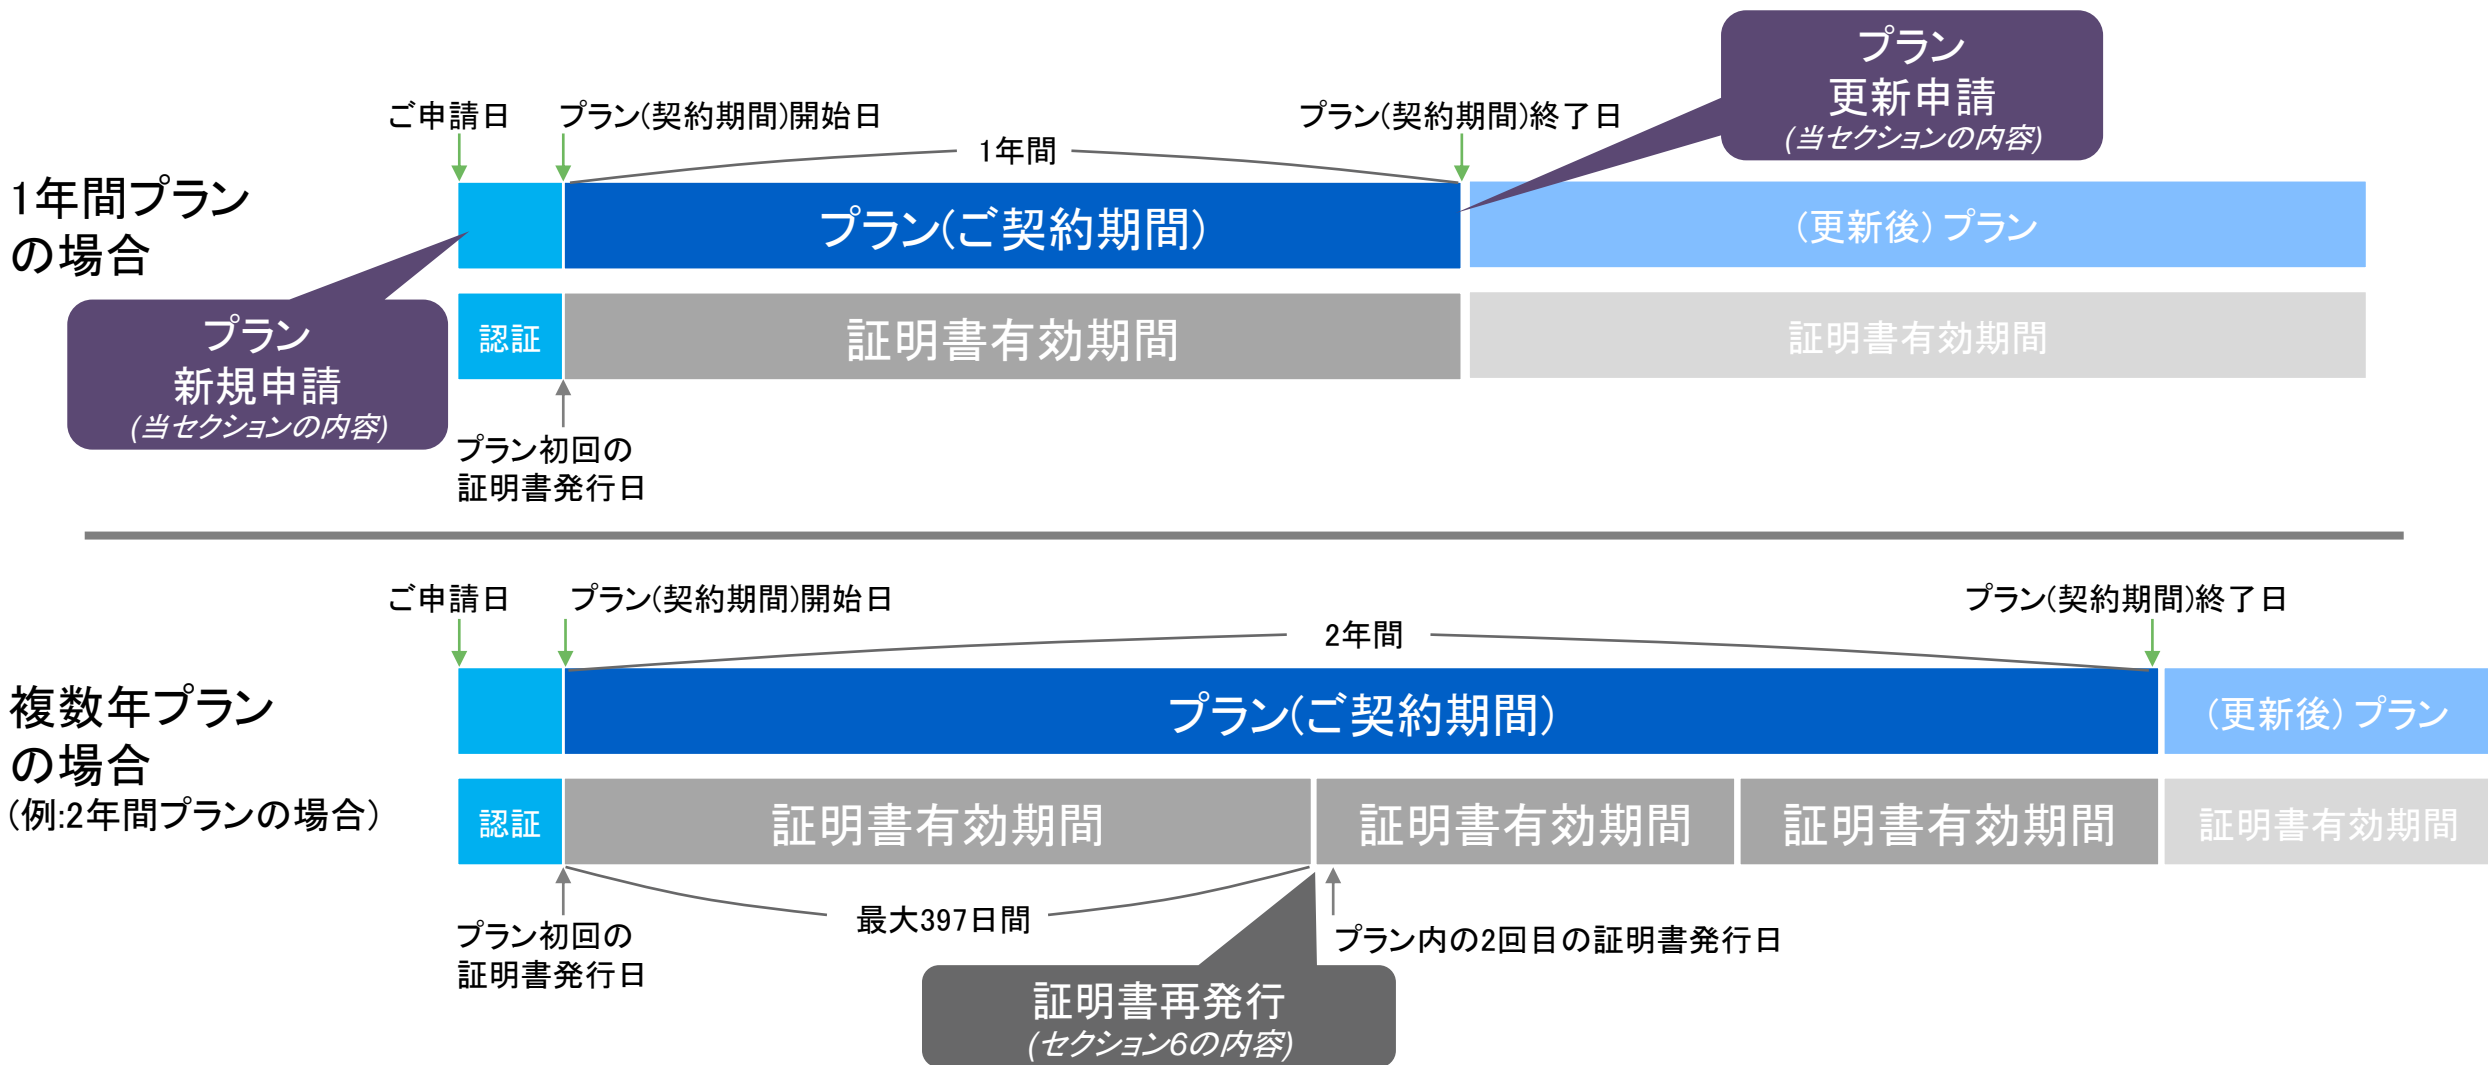 プラン
更新申請
(当セクションの内容)
ご申請日
プラン(契約期間)開始日
プラン(契約期間)終了日
1年間
1年間プラン
の場合
プラン(ご契約期間)
(更新後)プラン
プラン
新規申請
(当セクションの内容)
認証
証明書有効期間
証明書有効期間
プラン初回の
証明書発行日
ご申請日
プラン(契約期間)開始日
プラン(契約期間)終了日
2年間
複数年プラン
の場合
(例:2年間プランの場合)
プラン(ご契約期間)
(更新後)プラン
認証
証明書有効期間
証明書有効期間
証明書有効期間
証明書有効期間
最大397日間
プラン初回の
証明書発行日
プラン内の2回目の証明書発行日
証明書再発行
(セクション6の内容)